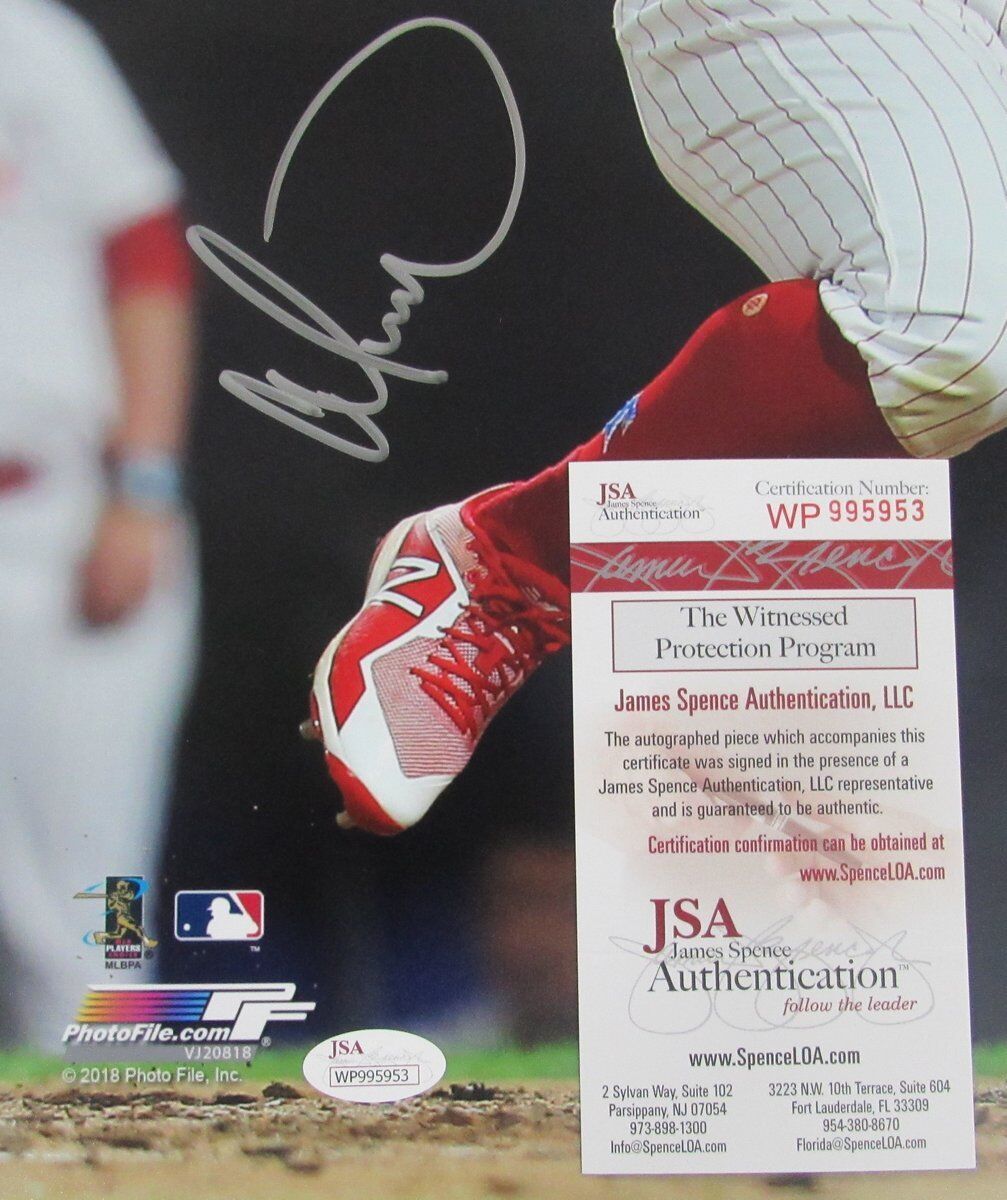 JSA
James Spence
Authentication
Certification Number:
WP 995953
The Witnessed
Protection Program
James Spence Authentication, LLC
The autographed piece which accompanies this
certificate was signed in the presence of a
James Spence Authentication, LLC representative
and is guaranteed to be authentic.
Certification confirmation can be obtained at
www.SpenceLOA.com
JSA
James Spence
Authentication™
follow the leader
www.SpenceLOA.com
2 Sylvan Way, Suite 102
Parsippany, NJ 07054
973-898-1300
Info@SpenceLOA.com
3223 N.W. 10th Terrace, Suite 604
Fort Lauderdale, FL 33309
954-380-8670
Florida@SpenceLOA.com
PLAYERS
MLBPA
TM
PhotoFile.com
VJ20818
© 2018 Photo File, Inc.
JSA
WP995953